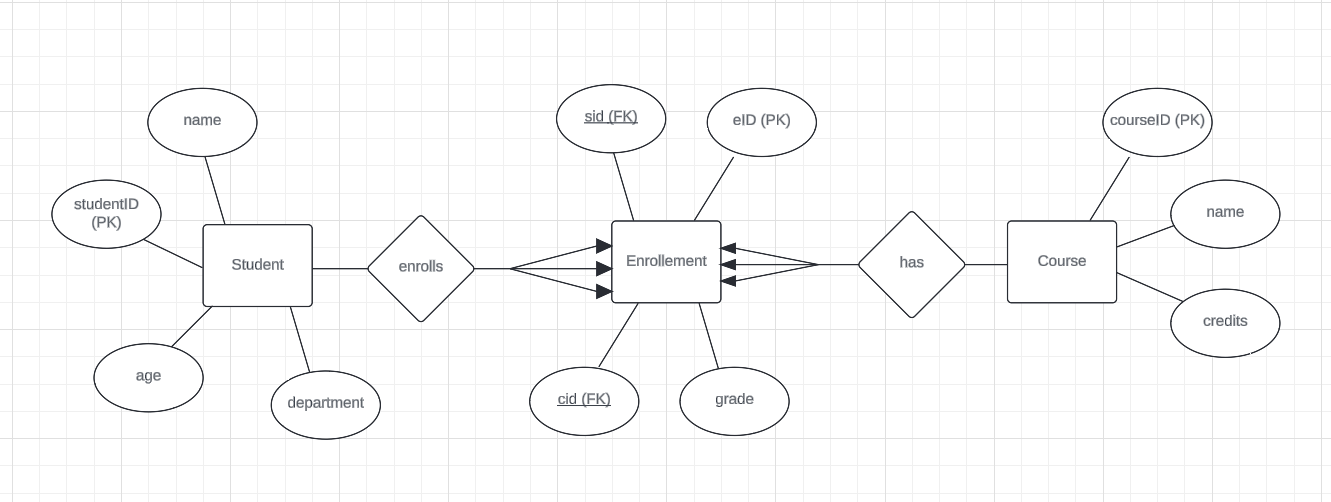 name
sid (FK)
eID (PK)
courseID (PK)
studentID
(PK)
name
Student
enrolls
Enrollement
has
Course
credits
age
department
cid (FK)
grade